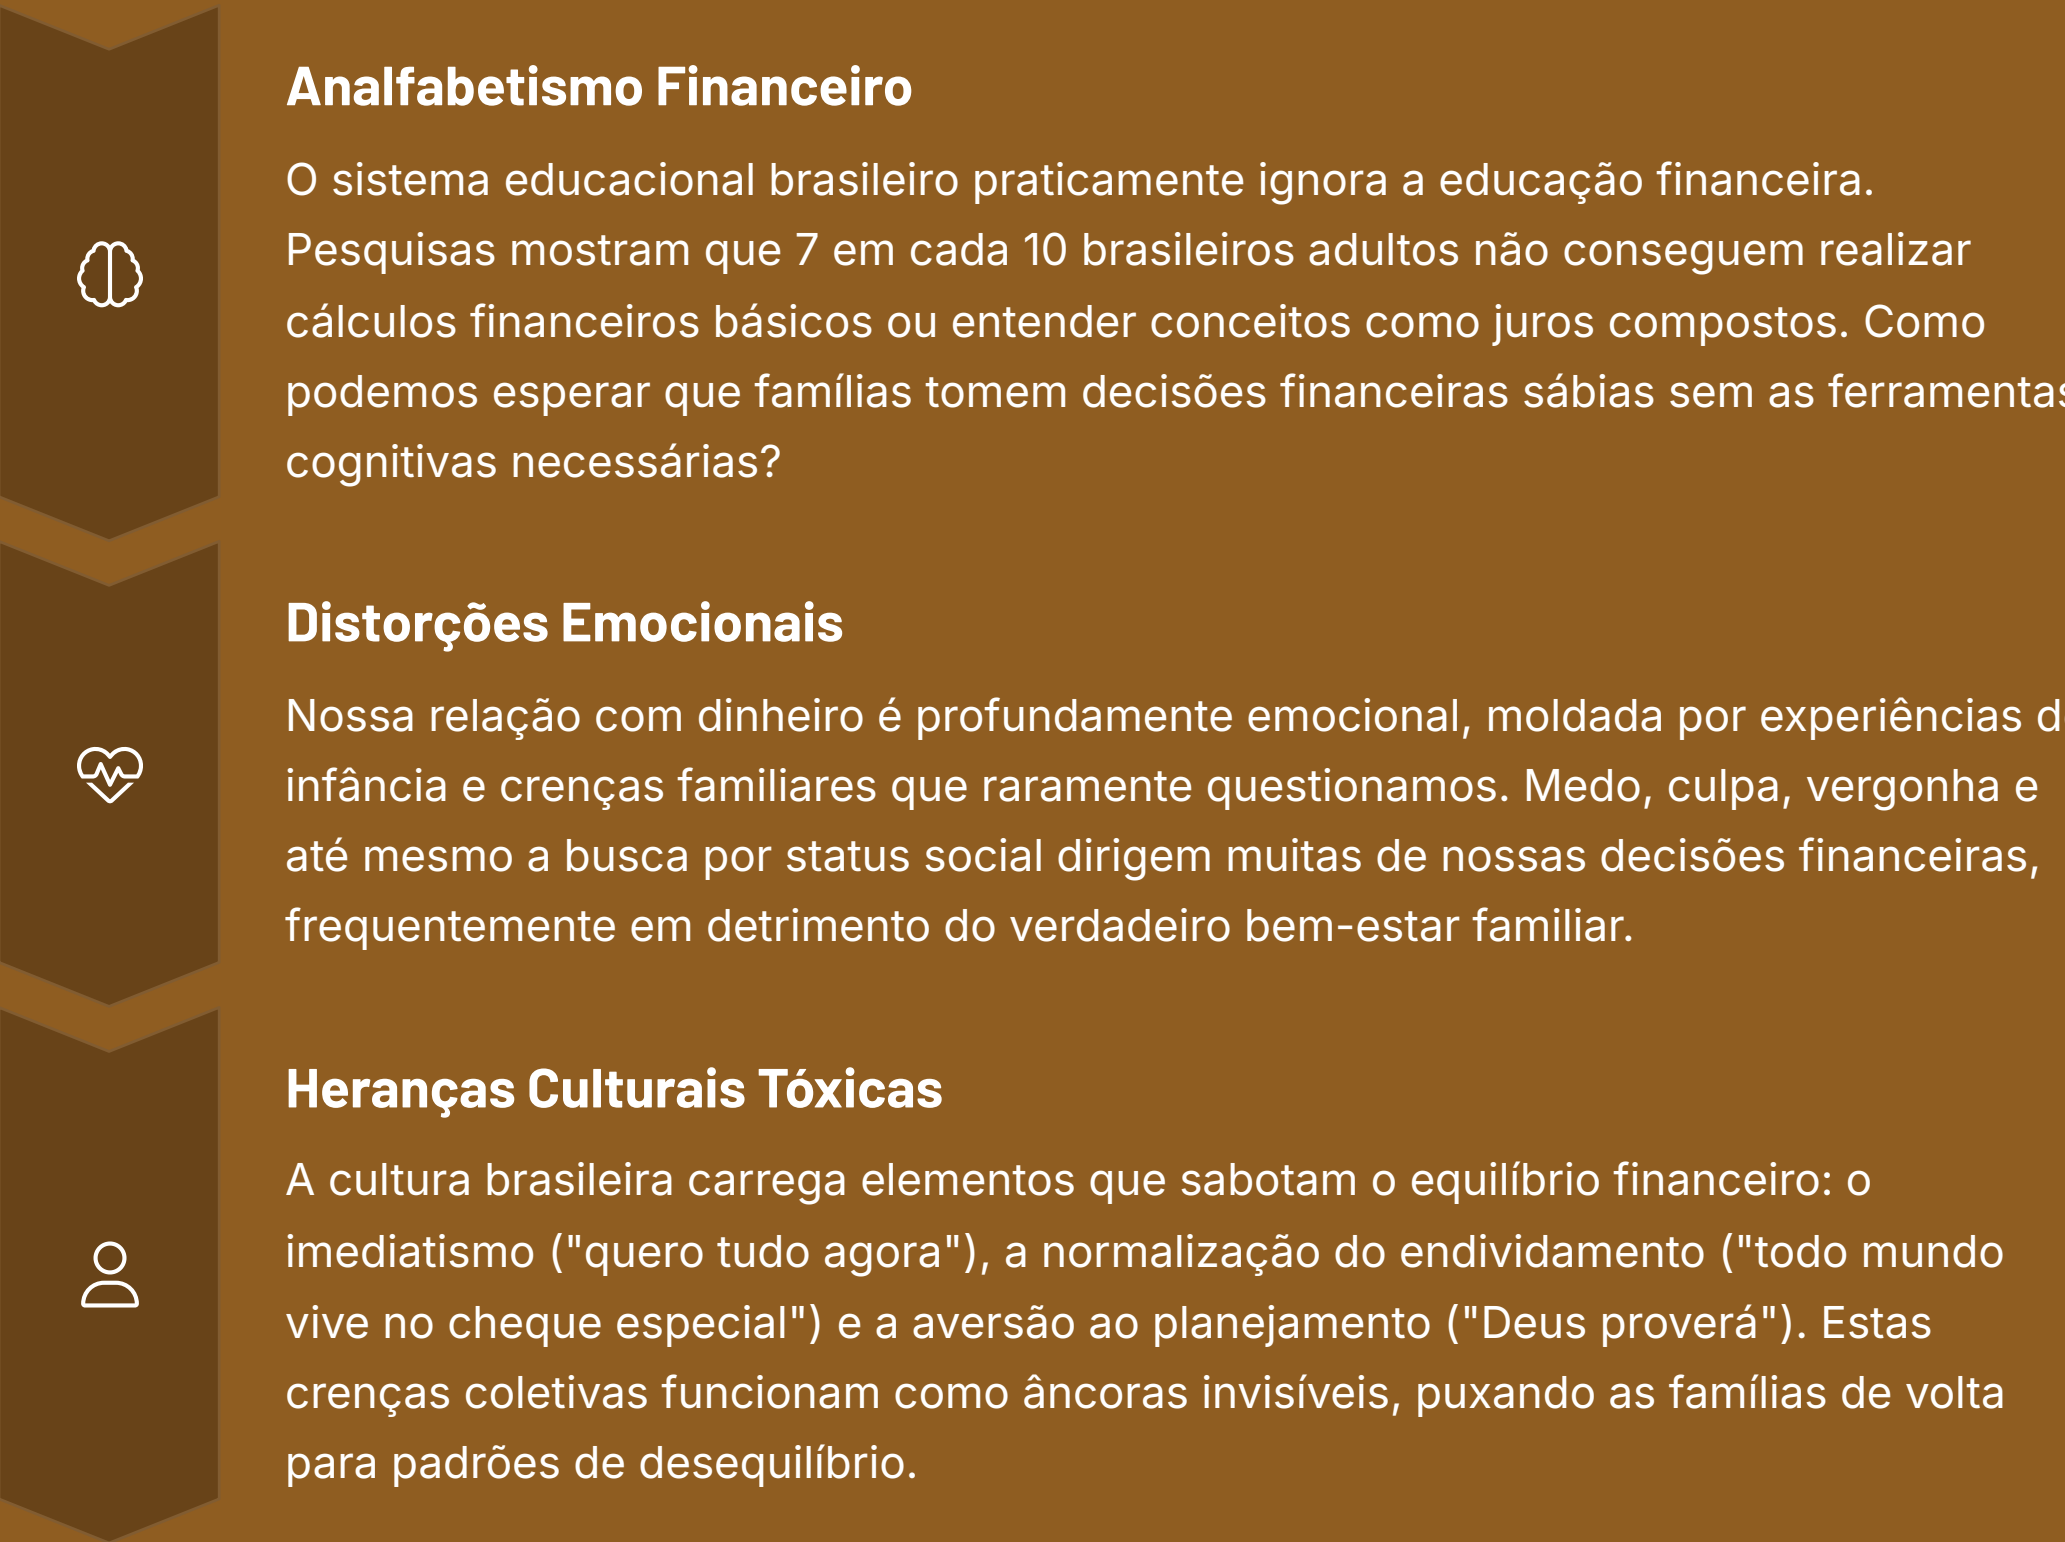 Analfabetismo Financeiro
O sistema educacional brasileiro praticamente ignora a educação financeira.
Pesquisas mostram que 7 em cada 10 brasileiros adultos não conseguem realizar
cálculos financeiros básicos ou entender conceitos como juros compostos. Como
podemos esperar que famílias tomem decisões financeiras sábias sem as ferramentas
cognitivas necessárias?
Distorções Emocionais
Nossa relação com dinheiro é profundamente emocional, moldada por experiências
infância e crenças familiares que raramente questionamos. Medo, culpa, vergonha e
até mesmo a busca por status social dirigem muitas de nossas decisões financeiras,
frequentemente em detrimento do verdadeiro bem-estar familiar.
Heranças Culturais Tóxicas
A cultura brasileira carrega elementos que sabotam o equilíbrio financeiro: o
imediatismo ("quero tudo agora"), a normalização do endividamento ("todo mundo
vive no cheque especial") e a aversão ao planejamento ("Deus proverá"). Estas
crenças coletivas funcionam como âncoras invisíveis, puxando as famílias de volta
para padrões de desequilíbrio.